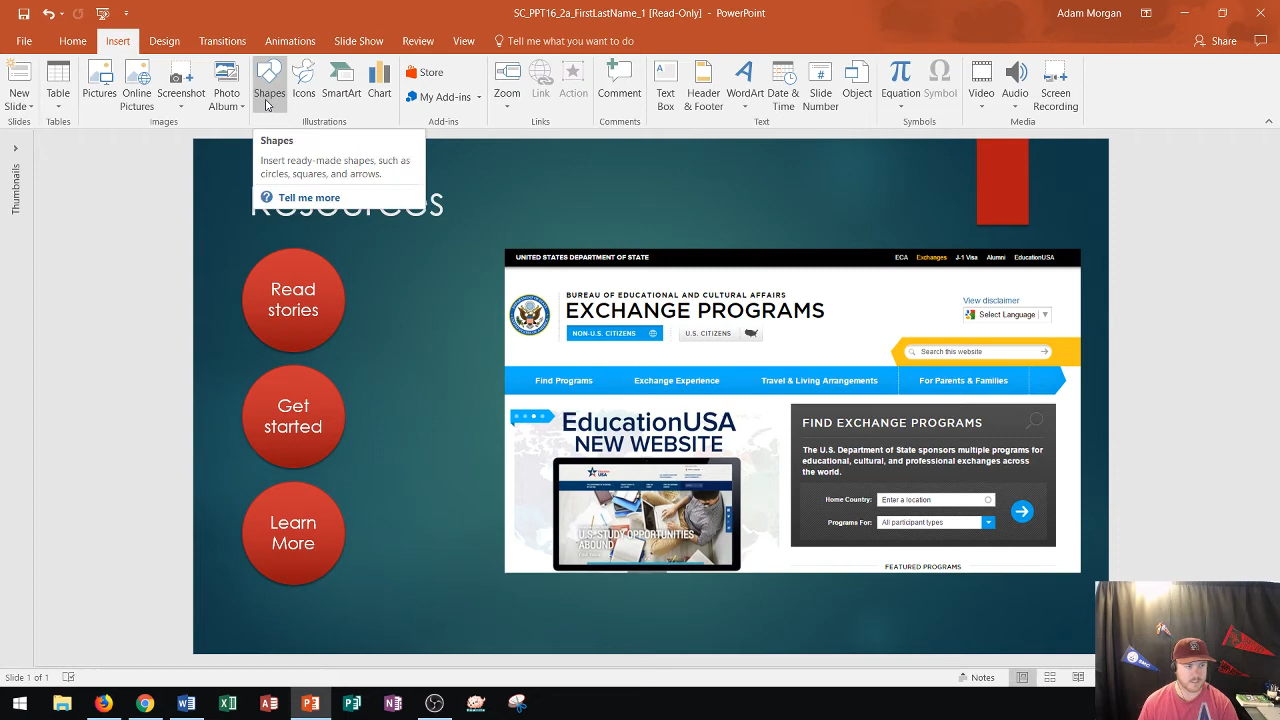 SC_PPT16_2a_FirstLastName_1 [Read-Only] - PowerPoint
Adam Morgan
File
Home
Insert
Design
Transitions
Animations
Slide Show
Review
View
Tell me what you want to do
Share
New Slide
Table
Pictures
Online Pictures
Screenshot
Photo Album
Shapes
Icons
SmartArt
Chart
Store
My Add-ins
Zoom
Link
Action
Comment
Text Box
Header & Footer
WordArt
Date & Time
Slide Number
Object
Equation
Symbol
Video
Audio
Screen Recording
Slides
Tables
Images
Illustrations
Add-ins
Links
Comments
Text
Symbols
Media
Shapes
Insert ready-made shapes, such as
circles, squares, and arrows.
Tell me more
Thumbnails
Resources
Read
stories
Get
started
Learn
More
UNITED STATES DEPARTMENT OF STATE
ECA
Exchanges
J-1 Visa
Alumni
EducationUSA
BUREAU OF EDUCATIONAL AND CULTURAL AFFAIRS
EXCHANGE PROGRAMS
NON-U.S. CITIZENS
U.S. CITIZENS
View disclaimer
Select Language
Search this website
Find Programs
Exchange Experience
Travel & Living Arrangements
For Parents & Families
EducationUSA
NEW WEBSITE
U.S. STUDY OPPORTUNITIES
ABOUND
FIND EXCHANGE PROGRAMS
The U.S. Department of State sponsors multiple programs for
educational, cultural, and professional exchanges across
the world.
Home Country:
Enter a location
Programs For:
All participant types
FEATURED PROGRAMS
Slide 1 of 1
Notes